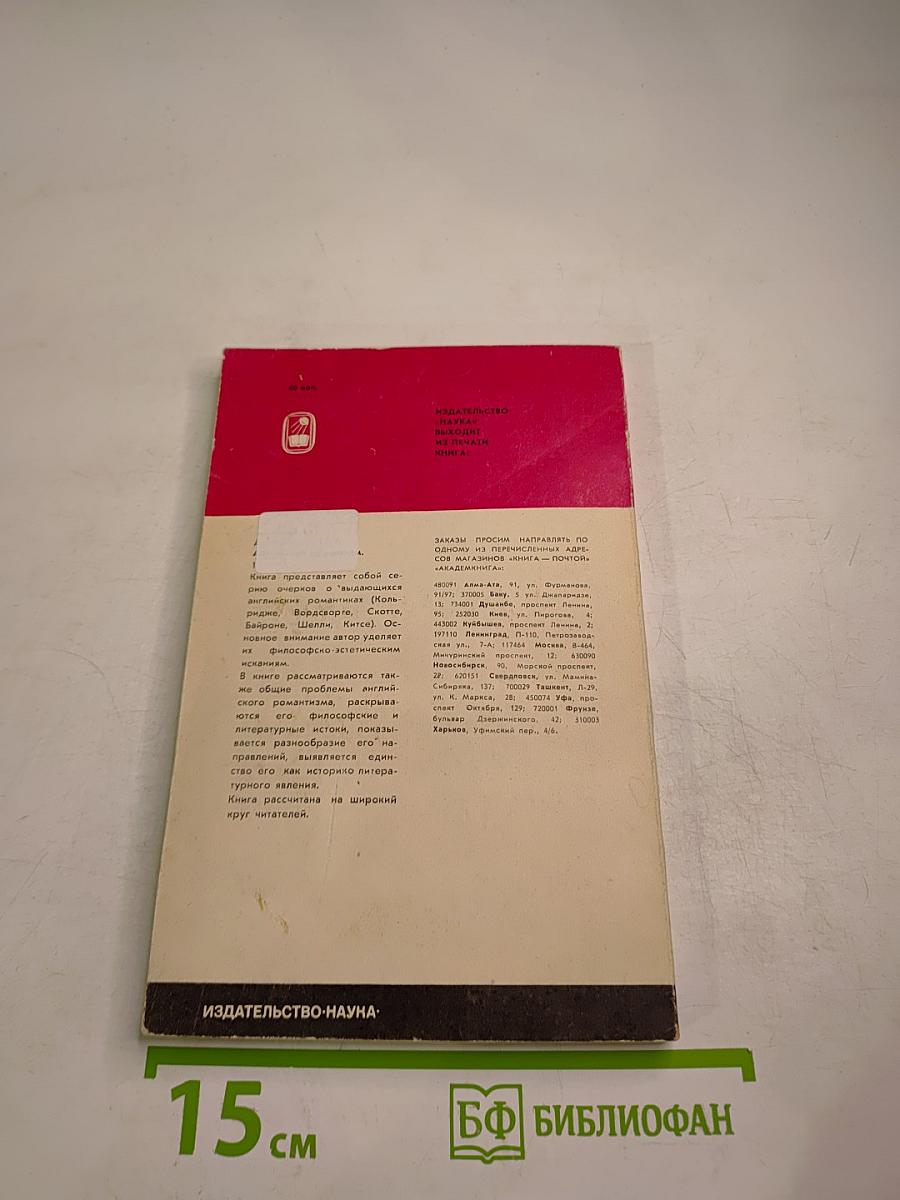 60 коп.
ИЗДАТЕЛЬСТВО
«НАУКА»
ВЫХОДИТ
ИЗ ПЕЧАТИ
КНИГА:
Книга представляет собой се-
рию очерков о выдающихся
английских романтиках (Коль-
ридже, Вордсворте, Скотте,
Байроне, Шелли, Китсе). Ос-
новное внимание автор уделяет
их философско-эстетическим
исканиям.
В книге рассматриваются так-
же общие проблемы англий-
ского романтизма, раскрыва-
ются его философские и
литературные истоки, показы-
вается разнообразие его на-
правлений, выявляется един-
ство его как историко литера-
турного явления.
Книга рассчитана на широкий
круг читателей.
ЗАКАЗЫ ПРОСИМ НАПРАВЛЯТЬ ПО
ОДНОМУ ИЗ ПЕРЕЧИСЛЕННЫХ АДРЕ-
СОВ МАГАЗИНОВ «КНИГА — ПОЧТОЙ»
«АКАДЕМКНИГА»:
480091 Алма-Ата, 91, ул. Фурманова,
91/97; 370005 Баку, 5 ул. Джапаридзе,
13; 734001 Душанбе, проспект Ленина,
95; 252030 Киев, ул. Пирогова, 4;
443002 Куйбышев, проспект Ленина, 2;
197110 Ленинград, П-110, Петрозавод-
ская ул., 7-А; 117464 Москва, В-464,
Мичуринский проспект, 12; 630090
Новосибирск, 90, Морской проспект,
22; 620151 Свердловск, ул. Мамина-
Сибиряка, 137; 700029 Ташкент, Л-29,
ул. К. Маркса, 28; 450074 Уфа, про-
спект Октября, 129; 720001 Фрунзе,
бульвар Дзержинского, 42; 310003
Харьков, Уфимский пер., 4/6.
ИЗДАТЕЛЬСТВО·НАУКА·
15 см
БФ БИБЛИОФАН